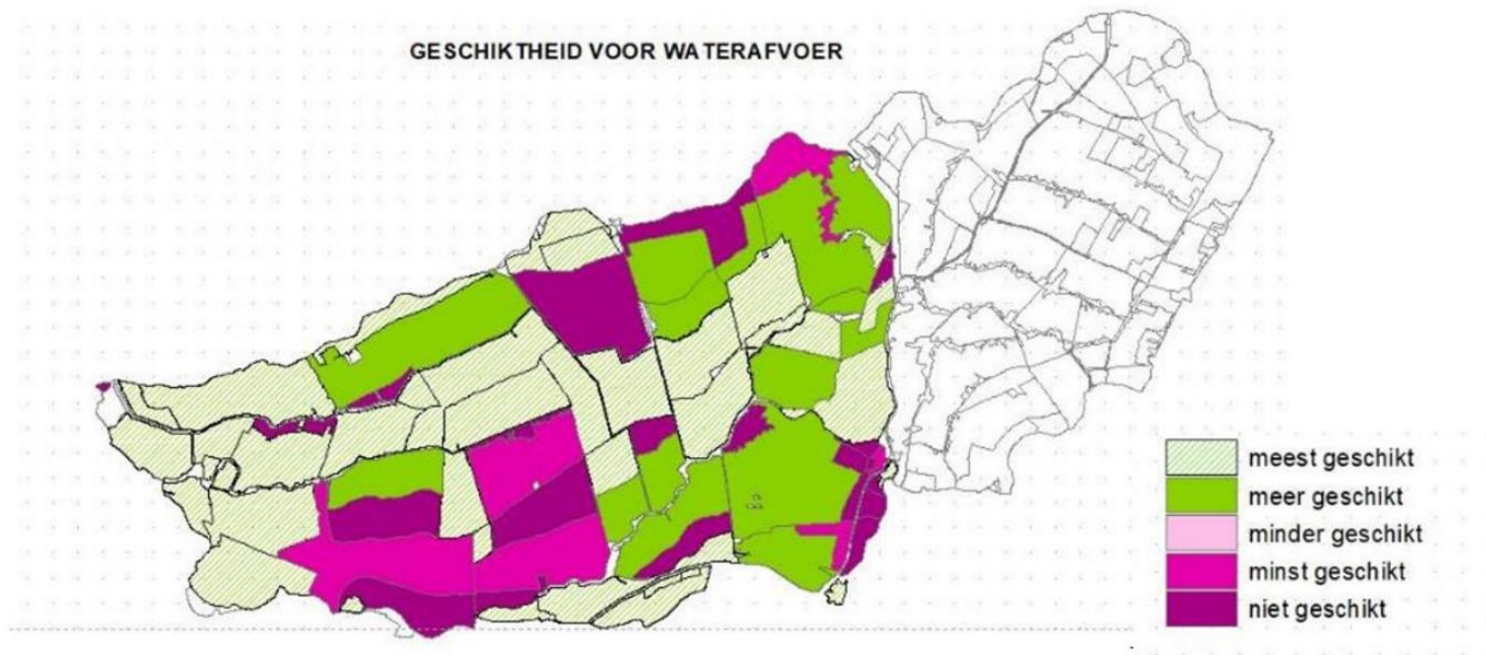 GESCHIKTHEID VOOR WATERAFVOER
meest geschikt
meer geschikt
minder geschikt
minst geschikt
niet geschikt